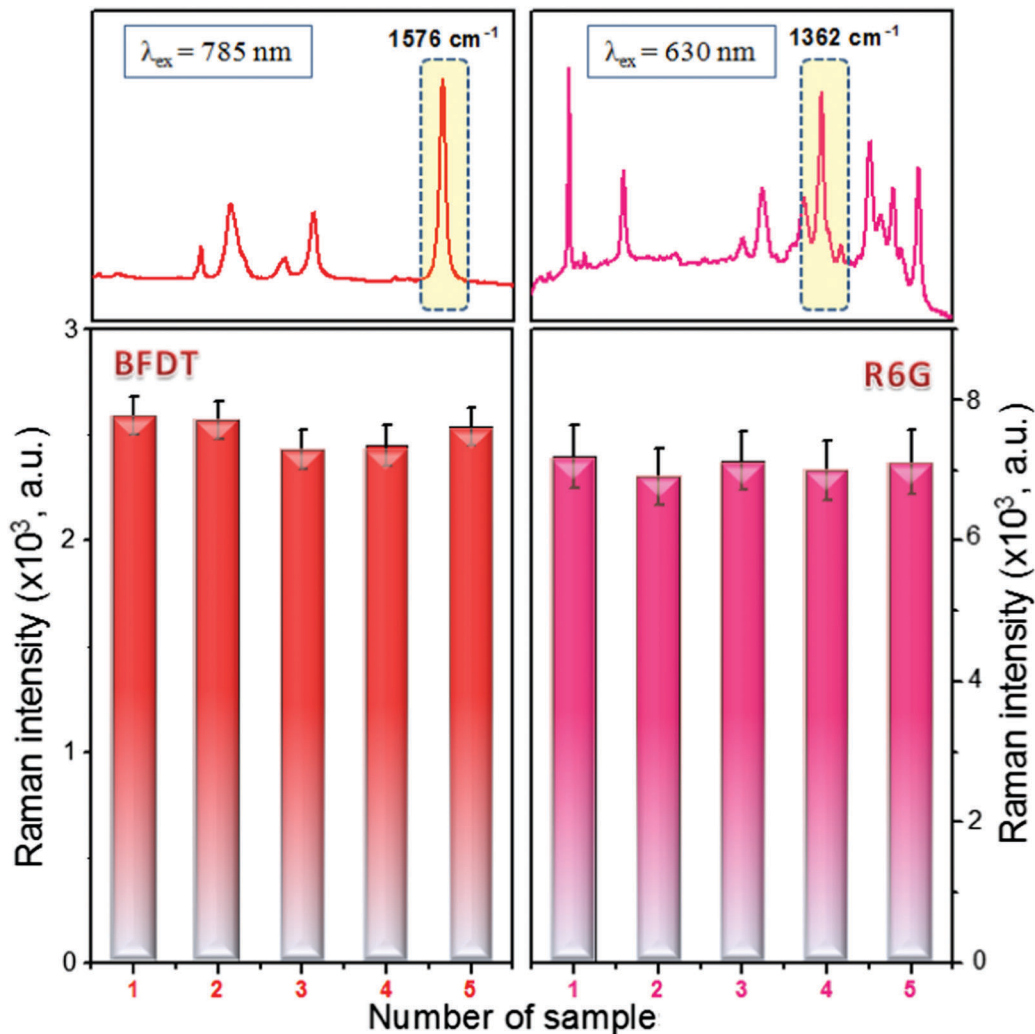 λex = 785 nm
1576 cm⁻¹
λex = 630 nm
1362 cm⁻¹
BFDT
R6G
Raman intensity (x10³, a.u.)
3
2
1
0
1 2 3 4 5
1 2 3 4 5
8
6
4
2
0
Raman intensity (x10³, a.u.)
Number of sample